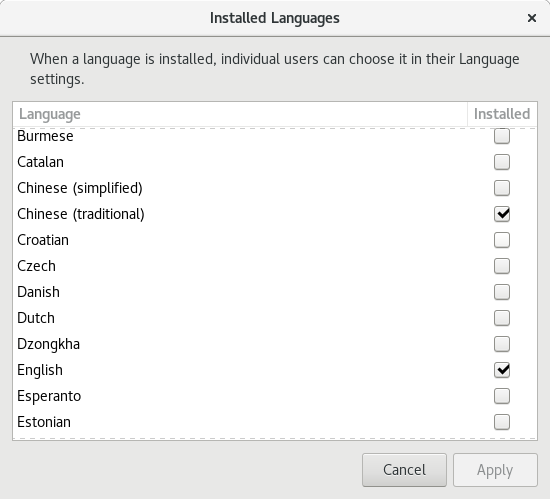 Installed Languages
When a language is installed, individual users can choose it in their Language
settings.
Language Installed
Burmese
Catalan
Chinese (simplified)
Chinese (traditional)
Croatian
Czech
Danish
Dutch
Dzongkha
English
Esperanto
Estonian
Cancel Apply